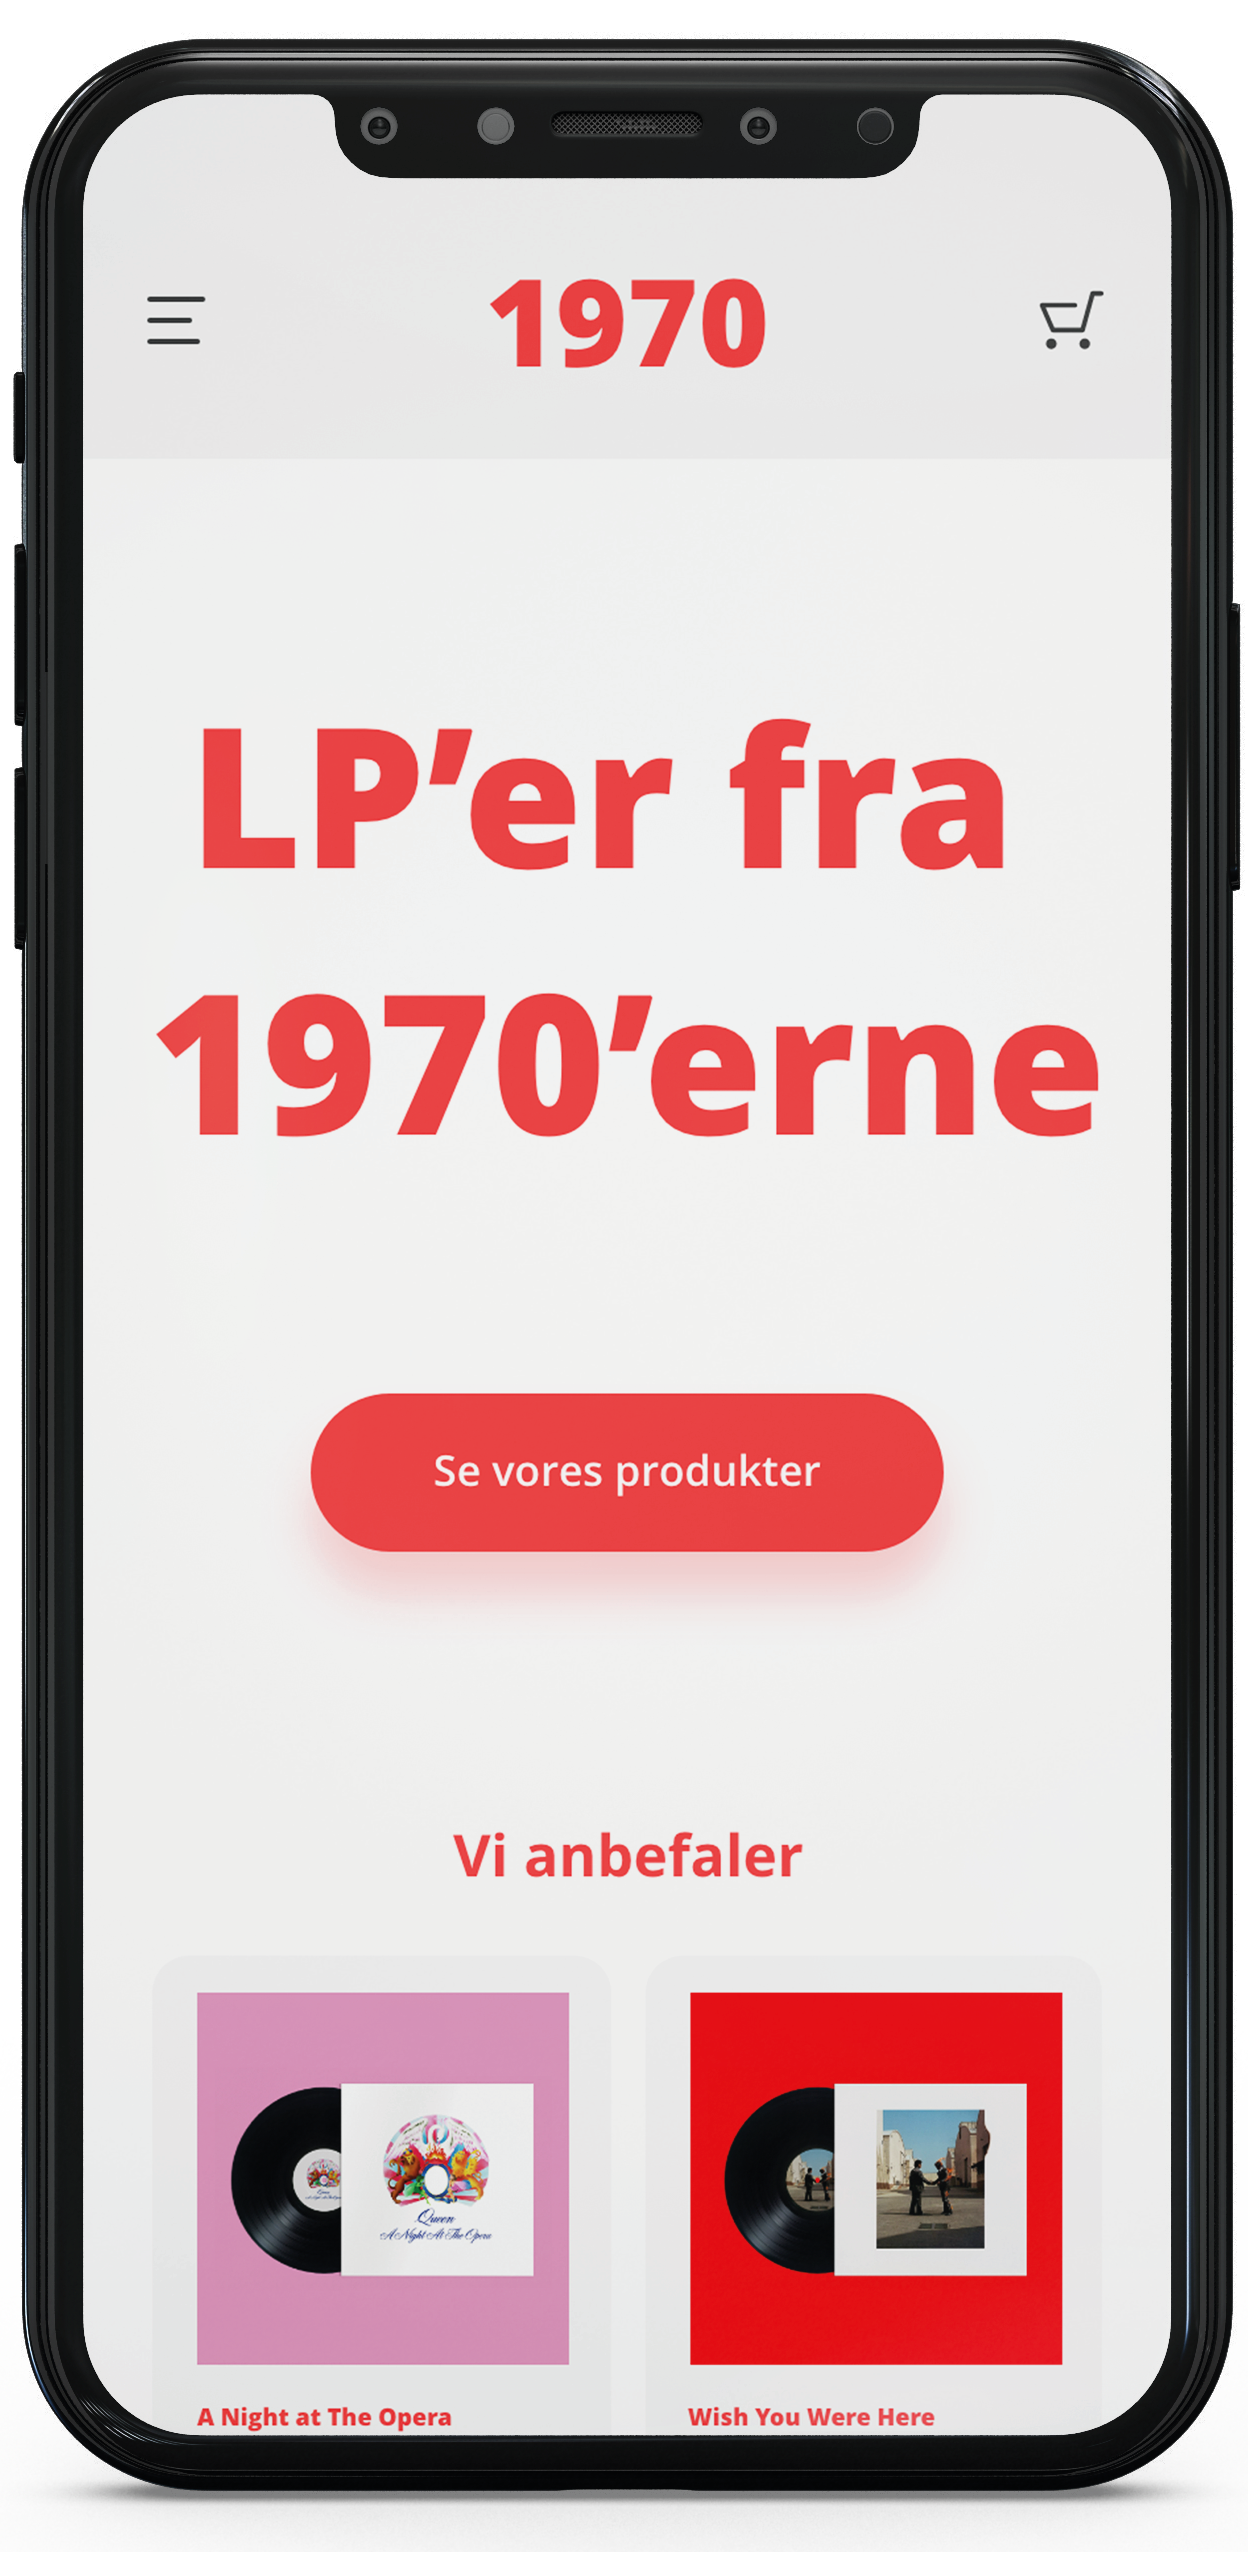 1970
LP’er fra
1970’erne
Se vores produkter
Vi anbefaler
Queen
A Night At The Opera
A Night at The Opera
Wish You Were Here